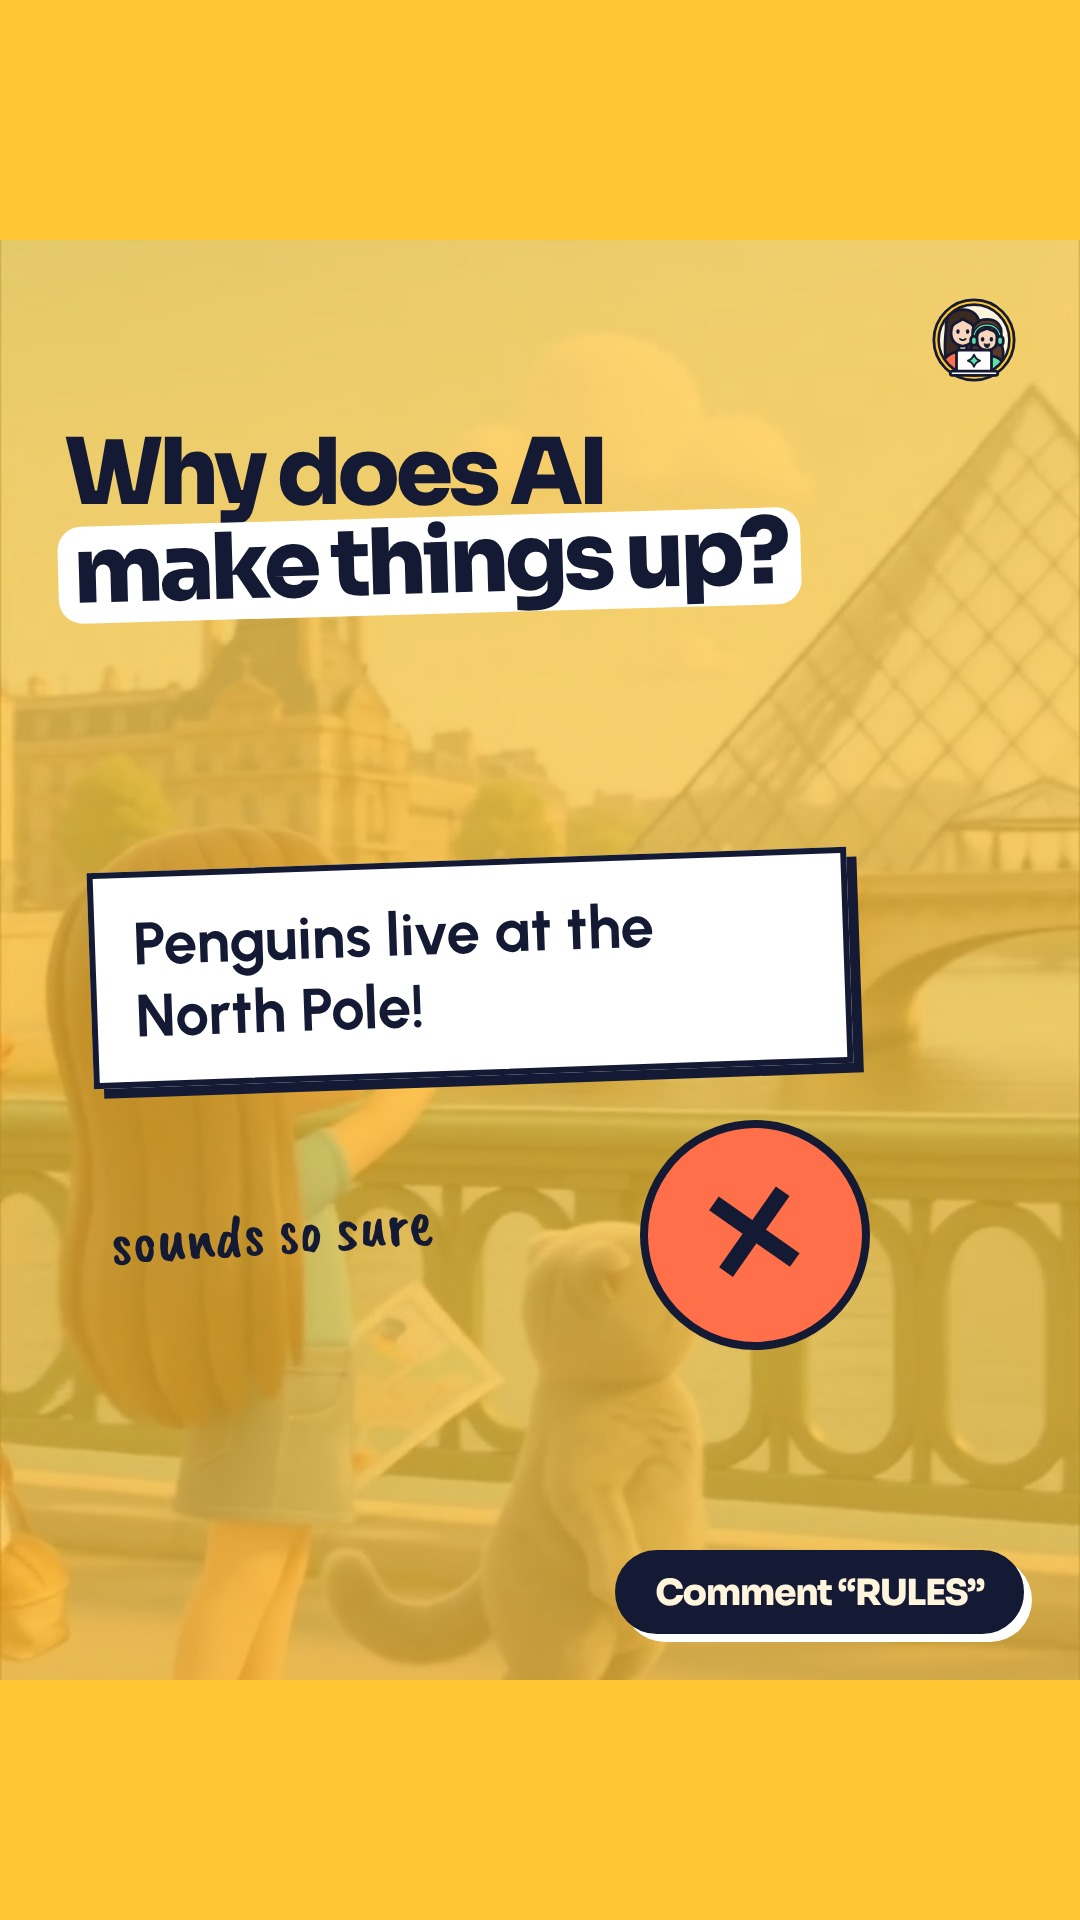 Why does AI
make things up?
Penguins live at the
North Pole!
sounds so sure
Comment “RULES”